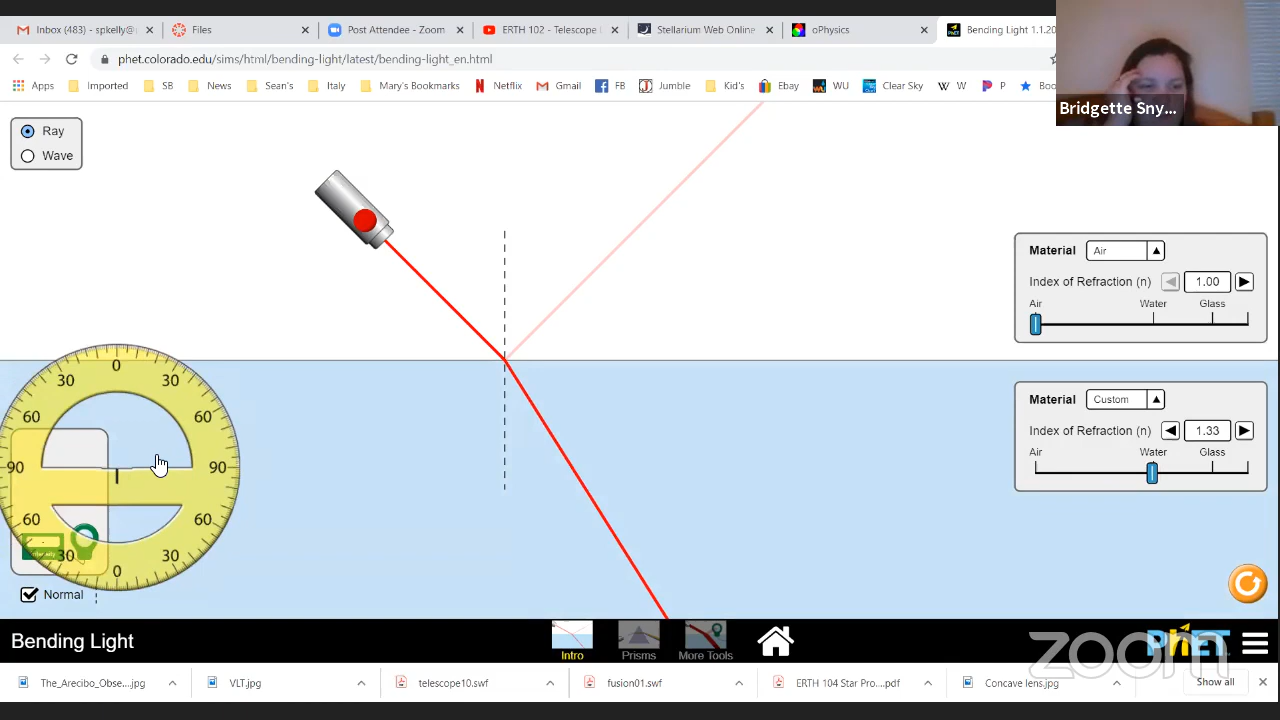 Inbox (483) - snkelly@
Files
Post Attendee - Zoom
ERTH 102 - Telescope L
Stellarium Web Online
oPhysics
Bending Light 1.1.20
phet.colorado.edu/sims/html/bending-light/latest/bending-light_en.html
Apps
Imported
SB
News
Sean's
Italy
Mary's Bookmarks
Netflix
Gmail
FB
Jumble
Kid's
Ebay
WU
Clear Sky
W
P
Boo
Bridgette Sny...
Ray
Wave
Material Air
Index of Refraction (n) 1.00
Air Water Glass
Material Custom
Index of Refraction (n) 1.33
Air Water Glass
0
30 30
60 60
90 90
60 60
30 30
0
Normal
Bending Light
Intro
Prisms
More Tools
PhET
zoom
The_Arecibo_Obse....jpg
VLT.jpg
telescope10.swf
fusion01.swf
ERTH 104 Star Pro....pdf
Concave lens.jpg
Show all